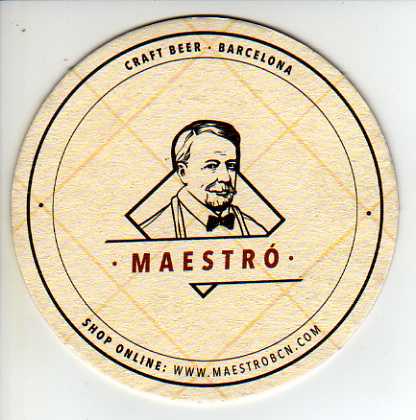 CRAFT BEER · BARCELONA
· MAESTRÓ ·
SHOP ONLINE: WWW.MAESTROBCN.COM